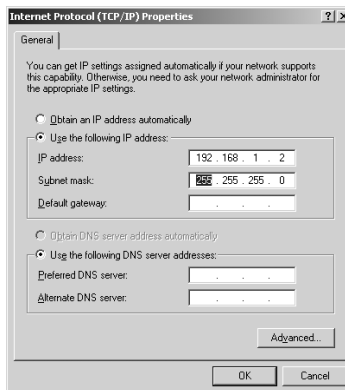 Internet Protocol (TCP/IP) Properties
General
You can get IP settings assigned automatically if your network supports
this capability. Otherwise, you need to ask your network administrator for
the appropriate IP settings.
Obtain an IP address automatically
Use the following IP address:
IP address: 192 . 168 . 1 . 2
Subnet mask: 255 . 255 . 255 . 0
Default gateway: . . .
Obtain DNS server address automatically
Use the following DNS server addresses:
Preferred DNS server: . . .
Alternate DNS server: . . .
Advanced...
OK Cancel